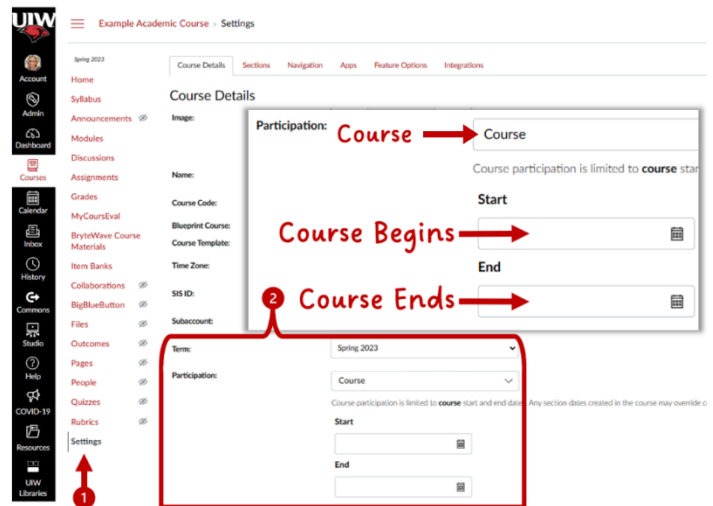 UIW
Account
Admin
Dashboard
Courses
Calendar
Inbox
History
Commons
Studio
Help
COVID-19
Resources
UIW
Libraries
Example Academic Course › Settings
Spring 2023
Home
Syllabus
Announcements
Modules
Discussions
Assignments
Grades
MyCoursEval
BryteWave Course
Materials
Item Banks
Collaborations
BigBlueButton
Files
Outcomes
Pages
People
Quizzes
Rubrics
Settings
1
Course Details Sections Navigation Apps Feature Options Integrations
Course Details
Image:
Name:
Course Code:
Blueprint Course:
Course Template:
Time Zone:
SIS ID:
Subaccount:
Participation: Course Course
Course participation is limited to course star
Start
Course Begins
End
2 Course Ends
Term: Spring 2023
Participation: Course
Course participation is limited to course start and end dates. Any section dates created in the course may override c
Start
End